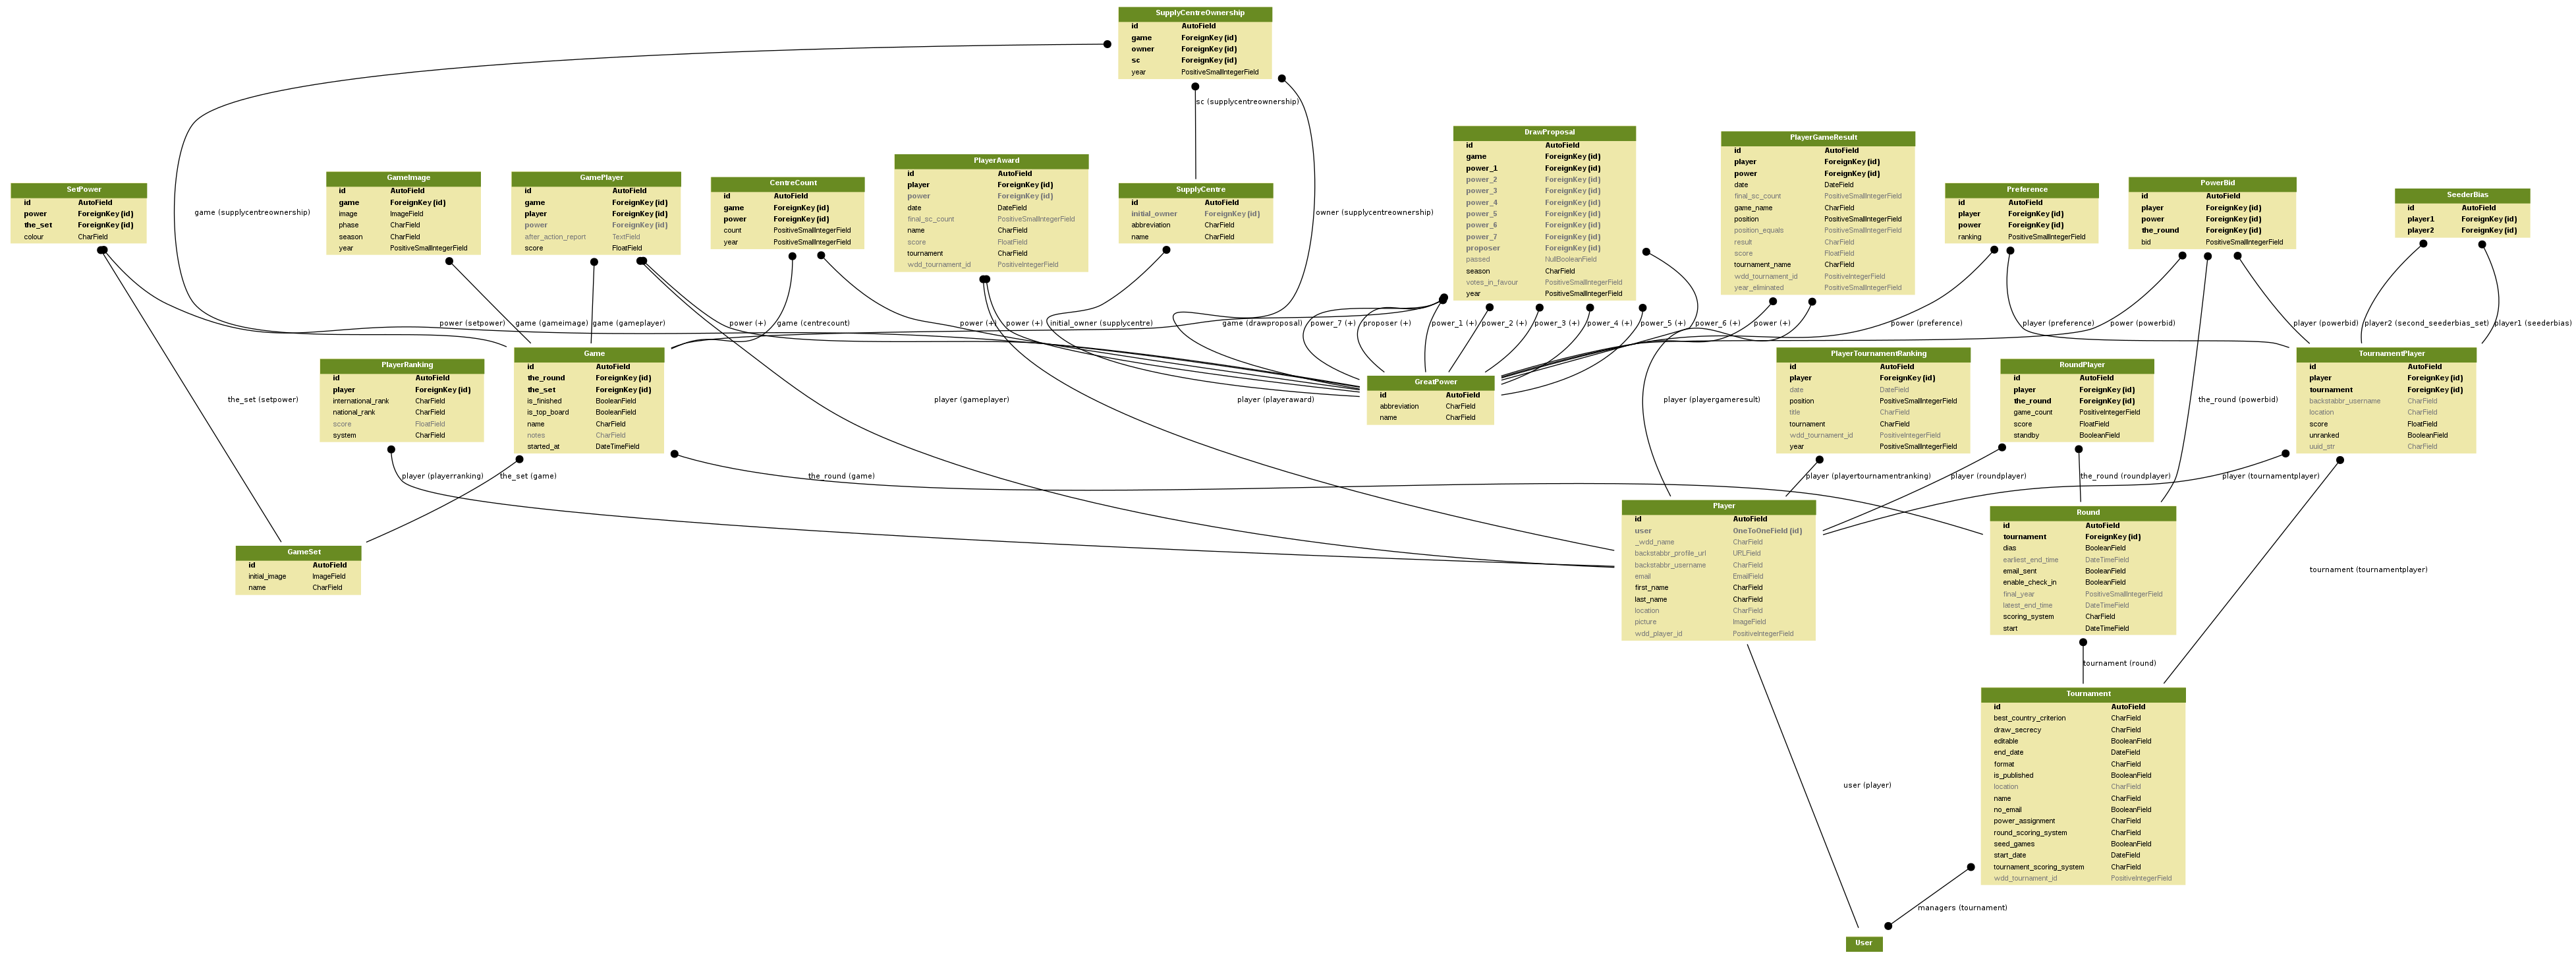 SupplyCentreOwnership
id AutoField
game ForeignKey (id)
owner ForeignKey (id)
sc ForeignKey (id)
year PositiveSmallIntegerField
sc (supplycentreownership)
game (supplycentreownership)
owner (supplycentreownership)
SetPower
id AutoField
power ForeignKey (id)
the_set ForeignKey (id)
colour CharField
GameImage
id AutoField
game ForeignKey (id)
image ImageField
phase CharField
season CharField
year PositiveSmallIntegerField
GamePlayer
id AutoField
game ForeignKey (id)
player ForeignKey (id)
power ForeignKey (id)
after_action_report TextField
score FloatField
CentreCount
id AutoField
game ForeignKey (id)
power ForeignKey (id)
count PositiveSmallIntegerField
year PositiveSmallIntegerField
PlayerAward
id AutoField
player ForeignKey (id)
power ForeignKey (id)
date DateField
final_sc_count PositiveSmallIntegerField
name CharField
score FloatField
tournament CharField
wdd_tournament_id PositiveIntegerField
SupplyCentre
id AutoField
initial_owner ForeignKey (id)
abbreviation CharField
name CharField
DrawProposal
id AutoField
game ForeignKey (id)
power_1 ForeignKey (id)
power_2 ForeignKey (id)
power_3 ForeignKey (id)
power_4 ForeignKey (id)
power_5 ForeignKey (id)
power_6 ForeignKey (id)
power_7 ForeignKey (id)
proposer ForeignKey (id)
passed NullBooleanField
season CharField
votes_in_favour PositiveSmallIntegerField
year PositiveSmallIntegerField
PlayerGameResult
id AutoField
player ForeignKey (id)
power ForeignKey (id)
date DateField
final_sc_count PositiveSmallIntegerField
game_name CharField
position PositiveSmallIntegerField
position_equals PositiveSmallIntegerField
result CharField
score FloatField
tournament_name CharField
wdd_tournament_id PositiveIntegerField
year_eliminated PositiveSmallIntegerField
Preference
id AutoField
player ForeignKey (id)
power ForeignKey (id)
ranking PositiveSmallIntegerField
PowerBid
id AutoField
player ForeignKey (id)
power ForeignKey (id)
the_round ForeignKey (id)
bid PositiveSmallIntegerField
SeederBias
id AutoField
player1 ForeignKey (id)
player2 ForeignKey (id)
power (setpower)
game (gameimage)
game (gameplayer)
power (+)
game (centrecount)
power (+)
power (+)
initial_owner (supplycentre)
game (drawproposal)
power_7 (+)
proposer (+)
power_1 (+)
power_2 (+)
power_3 (+)
power_4 (+)
power_5 (+)
power_6 (+)
power (+)
power (preference)
player (preference)
power (powerbid)
player (powerbid)
player2 (second_seederbias_set)
player1 (seederbias)
PlayerRanking
id AutoField
player ForeignKey (id)
international_rank CharField
national_rank CharField
score FloatField
system CharField
Game
id AutoField
the_round ForeignKey (id)
the_set ForeignKey (id)
is_finished BooleanField
is_top_board BooleanField
name CharField
notes CharField
started_at DateTimeField
GreatPower
id AutoField
abbreviation CharField
name CharField
PlayerTournamentRanking
id AutoField
player ForeignKey (id)
date DateField
position PositiveSmallIntegerField
title CharField
tournament CharField
wdd_tournament_id PositiveIntegerField
year PositiveSmallIntegerField
RoundPlayer
id AutoField
player ForeignKey (id)
the_round ForeignKey (id)
game_count PositiveIntegerField
score FloatField
standby BooleanField
TournamentPlayer
id AutoField
player ForeignKey (id)
tournament ForeignKey (id)
backstabbr_username CharField
location CharField
score FloatField
unranked BooleanField
uuid_str CharField
the_set (setpower)
player (gameplayer)
player (playeraward)
player (playergameresult)
the_round (powerbid)
player (playerranking)
the_set (game)
the_round (game)
player (playertournamentranking)
player (roundplayer)
the_round (roundplayer)
player (tournamentplayer)
GameSet
id AutoField
initial_image ImageField
name CharField
Player
id AutoField
user OneToOneField (id)
_wdd_name CharField
backstabbr_profile_url URLField
backstabbr_username CharField
email EmailField
first_name CharField
last_name CharField
location CharField
picture ImageField
wdd_player_id PositiveIntegerField
Round
id AutoField
tournament ForeignKey (id)
dias BooleanField
earliest_end_time DateTimeField
email_sent BooleanField
enable_check_in BooleanField
final_year PositiveSmallIntegerField
latest_end_time DateTimeField
scoring_system CharField
start DateTimeField
tournament (tournamentplayer)
tournament (round)
Tournament
id AutoField
best_country_criterion CharField
draw_secrecy CharField
editable BooleanField
end_date DateField
format CharField
is_published BooleanField
location CharField
name CharField
no_email BooleanField
power_assignment CharField
round_scoring_system CharField
seed_games BooleanField
start_date DateField
tournament_scoring_system CharField
wdd_tournament_id PositiveIntegerField
user (player)
managers (tournament)
User